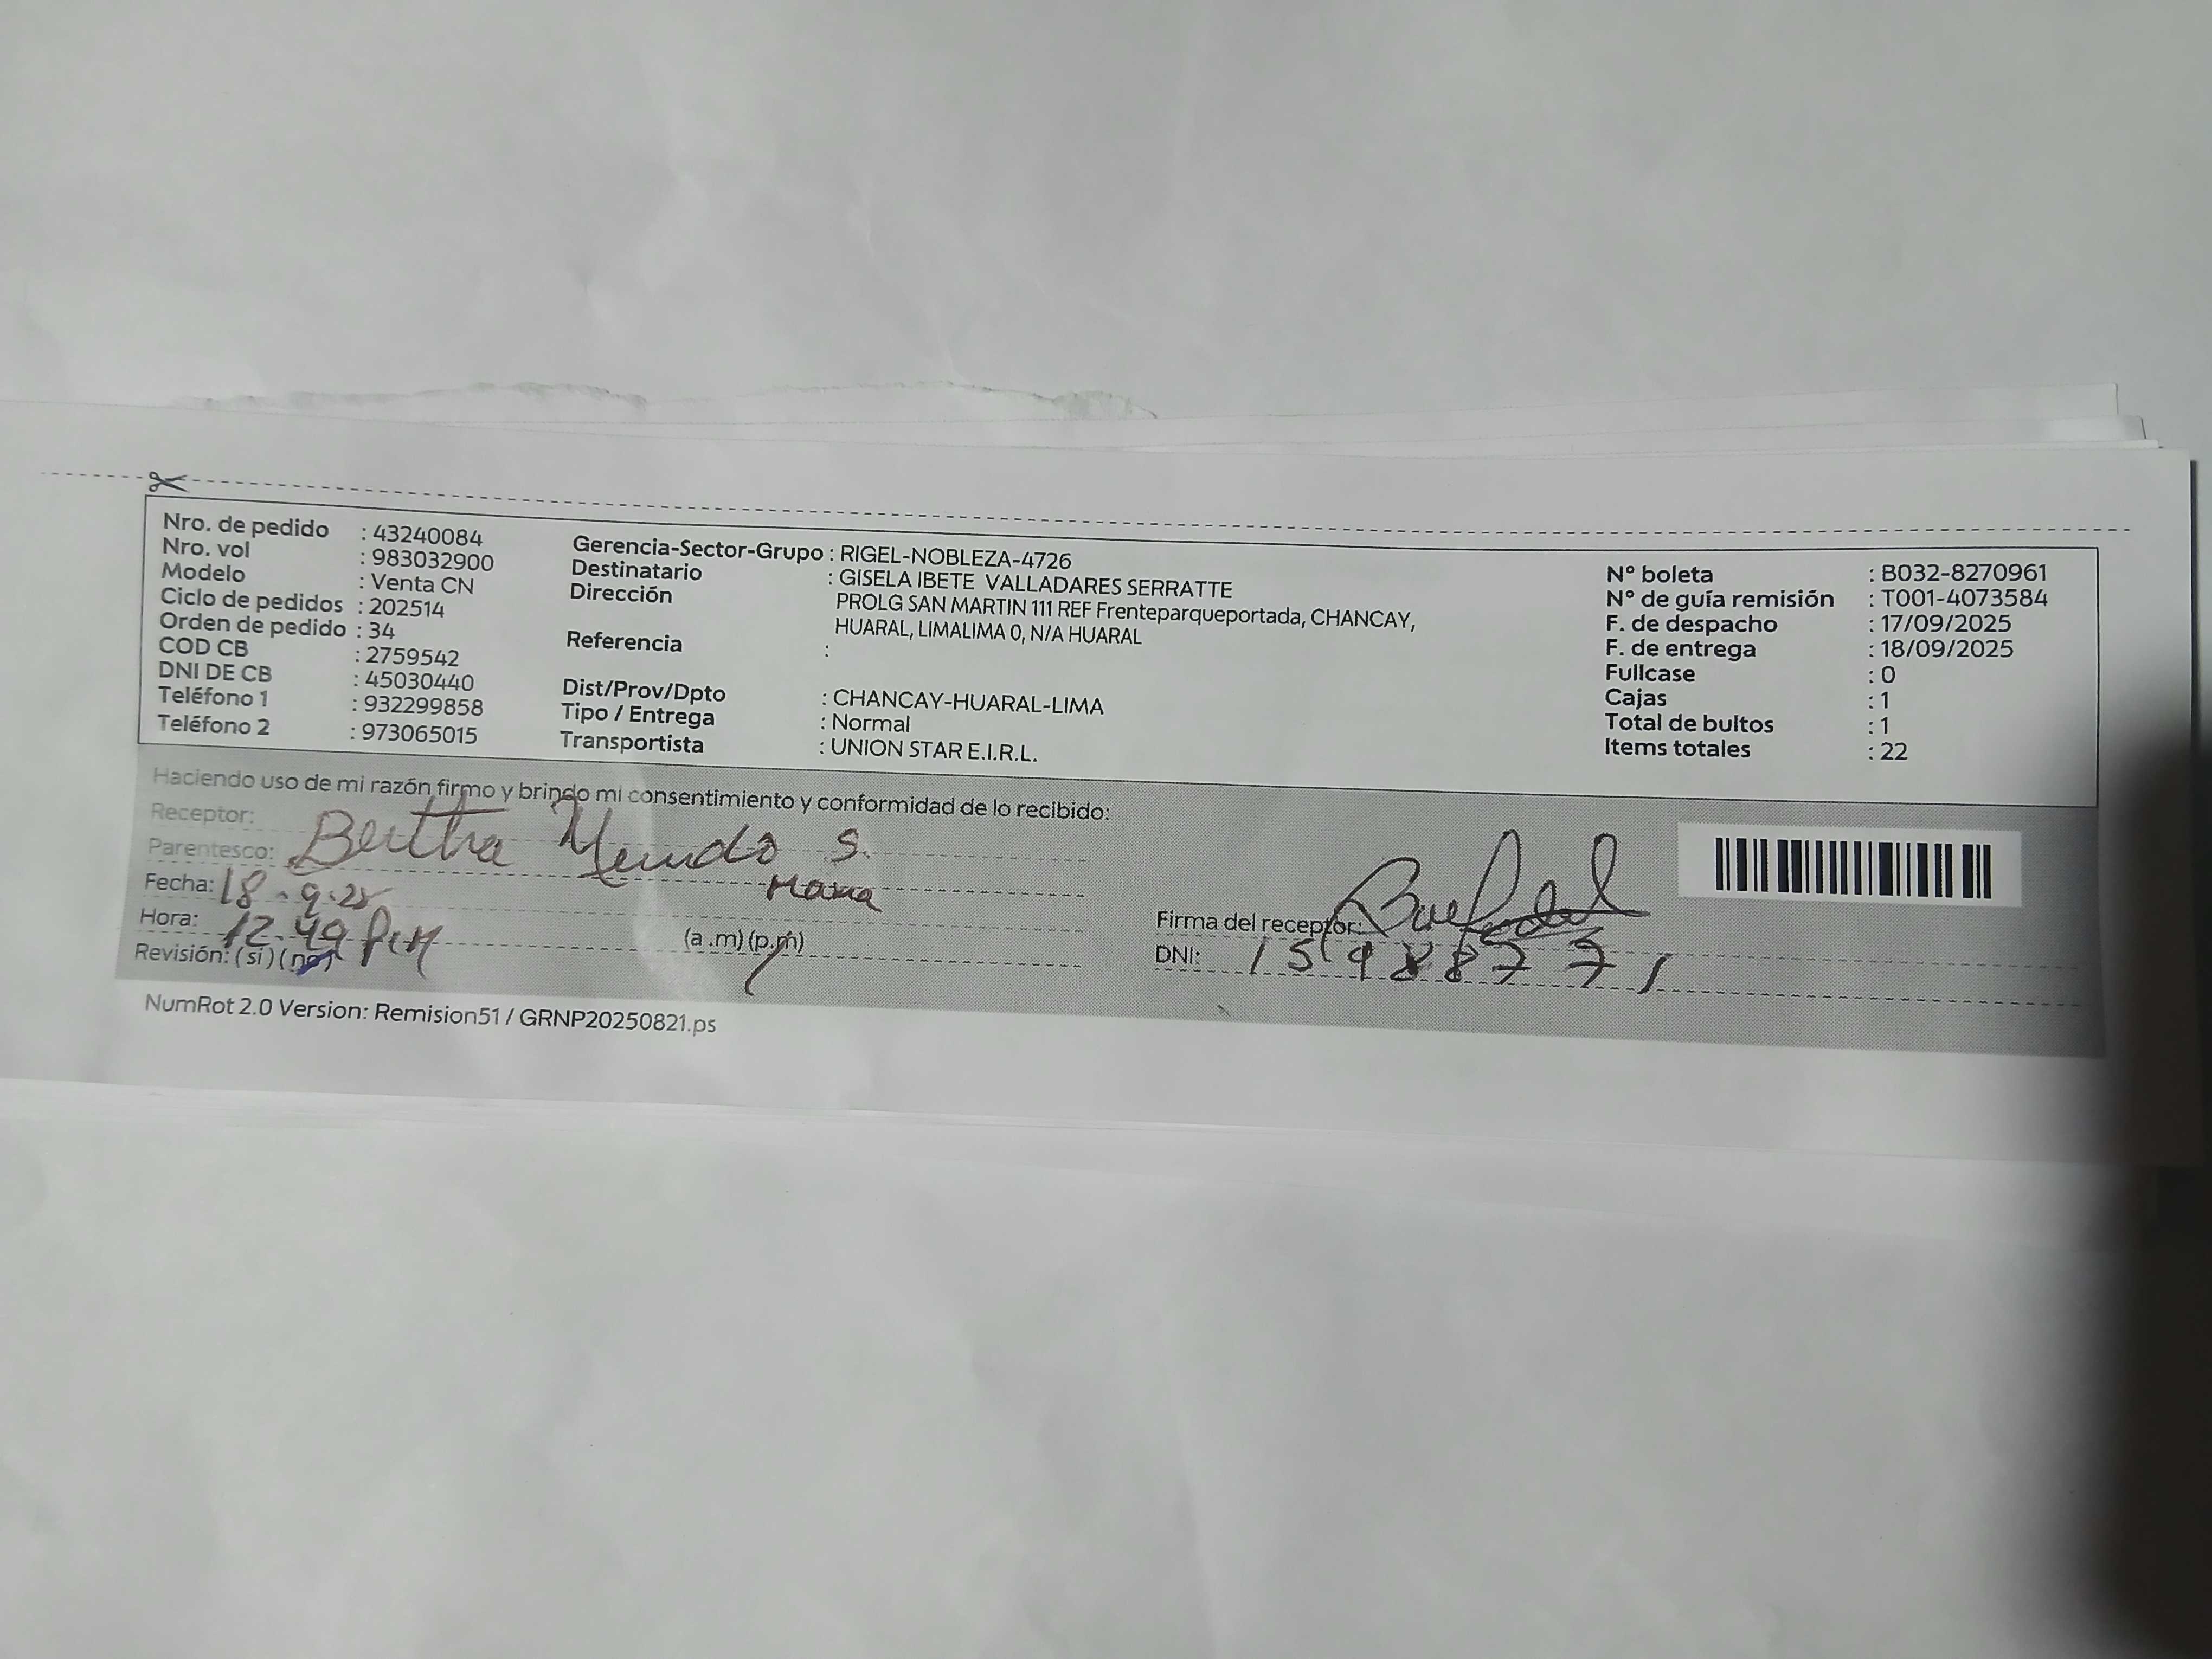 Nro. de pedido : 43240084
Nro. vol : 983032900
Modelo : Venta CN
Ciclo de pedidos : 202514
Orden de pedido : 34
COD CB : 2759542
DNI DE CB : 45030440
Teléfono 1 : 932299858
Teléfono 2 : 973065015
Gerencia-Sector-Grupo : RIGEL-NOBLEZA-4726
Destinatario : GISELA IBETE VALLADARES SERRATTE
Dirección PROLG SAN MARTIN 111 REF Frenteparqueportada, CHANCAY,
HUARAL, LIMALIMA 0, N/A HUARAL
Referencia :
Dist/Prov/Dpto : CHANCAY-HUARAL-LIMA
Tipo / Entrega : Normal
Transportista : UNION STAR E.I.R.L.
N° boleta : B032-8270961
N° de guía remisión : T001-4073584
F. de despacho : 17/09/2025
F. de entrega : 18/09/2025
Fullcase : 0
Cajas : 1
Total de bultos : 1
Items totales : 22
Haciendo uso de mi razón firmo y brindo mi consentimiento y conformidad de lo recibido:
Receptor: Bertha S.
Parentesco: Mama
Fecha: 18-9-25
Hora: 12.49 PM (a .m) (p.m)
Revisión: (si) (no)
Firma del receptor:
DNI:
NumRot 2.0 Version: Remision51 / GRNP20250821.ps